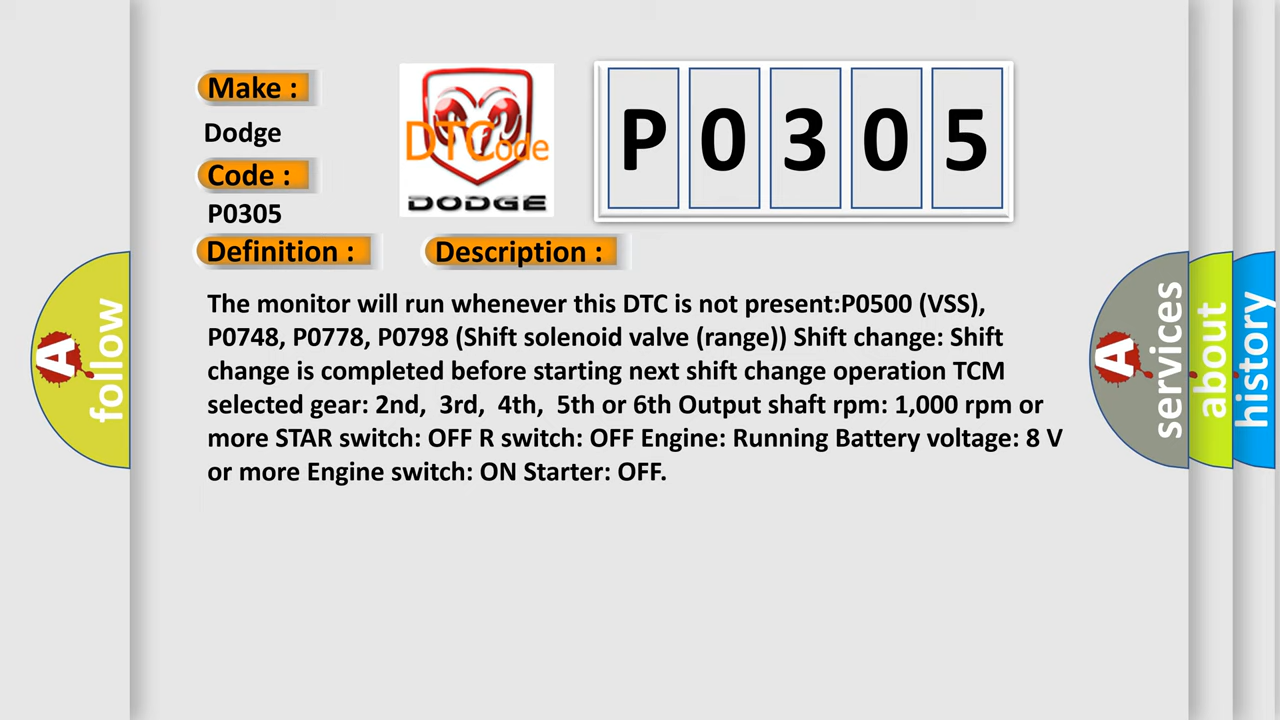 Make :
Dodge
Code :
P0305
Definition :
Description :
DTCode
DODGE
P0305
The monitor will run whenever this DTC is not present:P0500 (VSS),
P0748, P0778, P0798 (Shift solenoid valve (range)) Shift change: Shift
change is completed before starting next shift change operation TCM
selected gear: 2nd, 3rd, 4th, 5th or 6th Output shaft rpm: 1,000 rpm or
more STAR switch: OFF R switch: OFF Engine: Running Battery voltage: 8 V
or more Engine switch: ON Starter: OFF.
A follow
A services
about
history